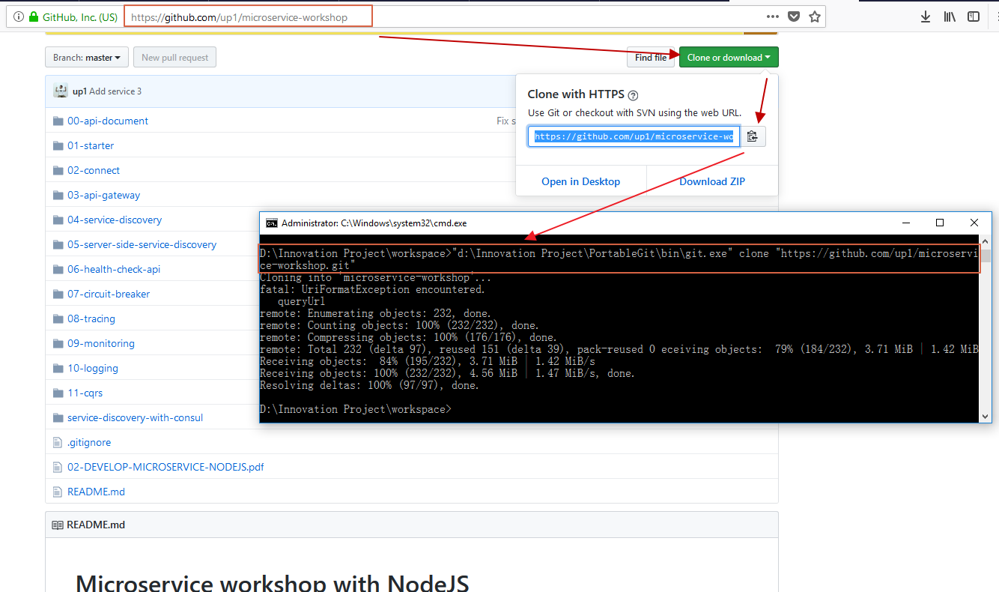 GitHub, Inc. (US) https://github.com/up1/microservice-workshop
Branch: master New pull request Find file Clone or download
up1 Add service 3
00-api-document Fix s
01-starter
02-connect
03-api-gateway
04-service-discovery
05-server-side-service-discovery
06-health-check-api
07-circuit-breaker
08-tracing
09-monitoring
10-logging
11-cqrs
service-discovery-with-consul
.gitignore
02-DEVELOP-MICROSERVICE-NODEJS.pdf
README.md
Clone with HTTPS
Use Git or checkout with SVN using the web URL.
https://github.com/up1/microservice-wo
Open in Desktop Download ZIP
Administrator: C:\Windows\system32\cmd.exe
D:\Innovation Project\workspace>"d:\Innovation Project\PortableGit\bin\git.exe" clone "https://github.com/up1/microservi
ce-workshop.git"
Cloning into 'microservice-workshop'...
fatal: UriFormatException encountered.
queryUrl
remote: Enumerating objects: 232, done.
remote: Counting objects: 100% (232/232), done.
remote: Compressing objects: 100% (176/176), done.
remote: Total 232 (delta 97), reused 151 (delta 39), pack-reused 0 eceiving objects:  79% (184/232), 3.71 MiB | 1.42 MiB
Receiving objects:  84% (195/232), 3.71 MiB | 1.42 MiB/s
Receiving objects: 100% (232/232), 4.56 MiB | 1.47 MiB/s, done.
Resolving deltas: 100% (97/97), done.
D:\Innovation Project\workspace>
README.md
Microservice workshop with NodeJS